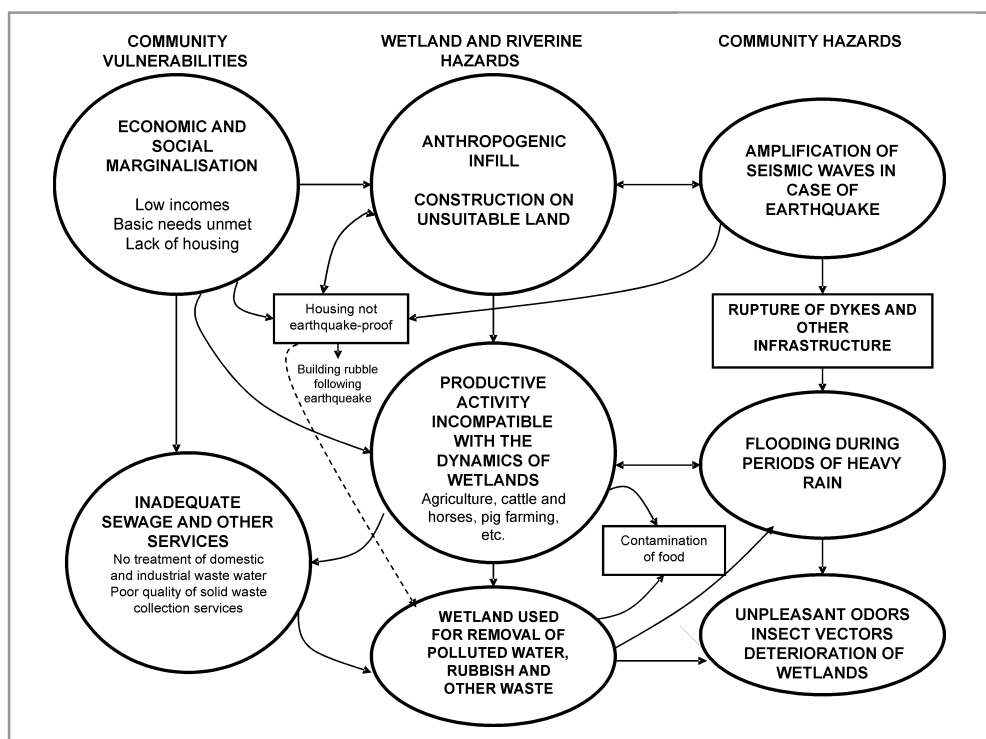 COMMUNITY
VULNERABILITIES
WETLAND AND RIVERINE
HAZARDS
COMMUNITY HAZARDS
ECONOMIC AND
SOCIAL
MARGINALISATION
Low incomes
Basic needs unmet
Lack of housing
ANTHROPOGENIC
INFILL
CONSTRUCTION ON
UNSUITABLE LAND
AMPLIFICATION OF
SEISMIC WAVES IN
CASE OF
EARTHQUAKE
Housing not
earthquake-proof
Building rubble
following
earthqueake
RUPTURE OF DYKES AND
OTHER
INFRASTRUCTURE
PRODUCTIVE
ACTIVITY
INCOMPATIBLE
WITH THE
DYNAMICS OF
WETLANDS
Agriculture, cattle and
horses, pig farming,
etc.
FLOODING DURING
PERIODS OF HEAVY
RAIN
INADEQUATE
SEWAGE AND OTHER
SERVICES
No treatment of domestic
and industrial waste water
Poor quality of solid waste
collection services
Contamination
of food
WETLAND USED
FOR REMOVAL OF
POLLUTED WATER,
RUBBISH AND
OTHER WASTE
UNPLEASANT ODORS
INSECT VECTORS
DETERIORATION OF
WETLANDS